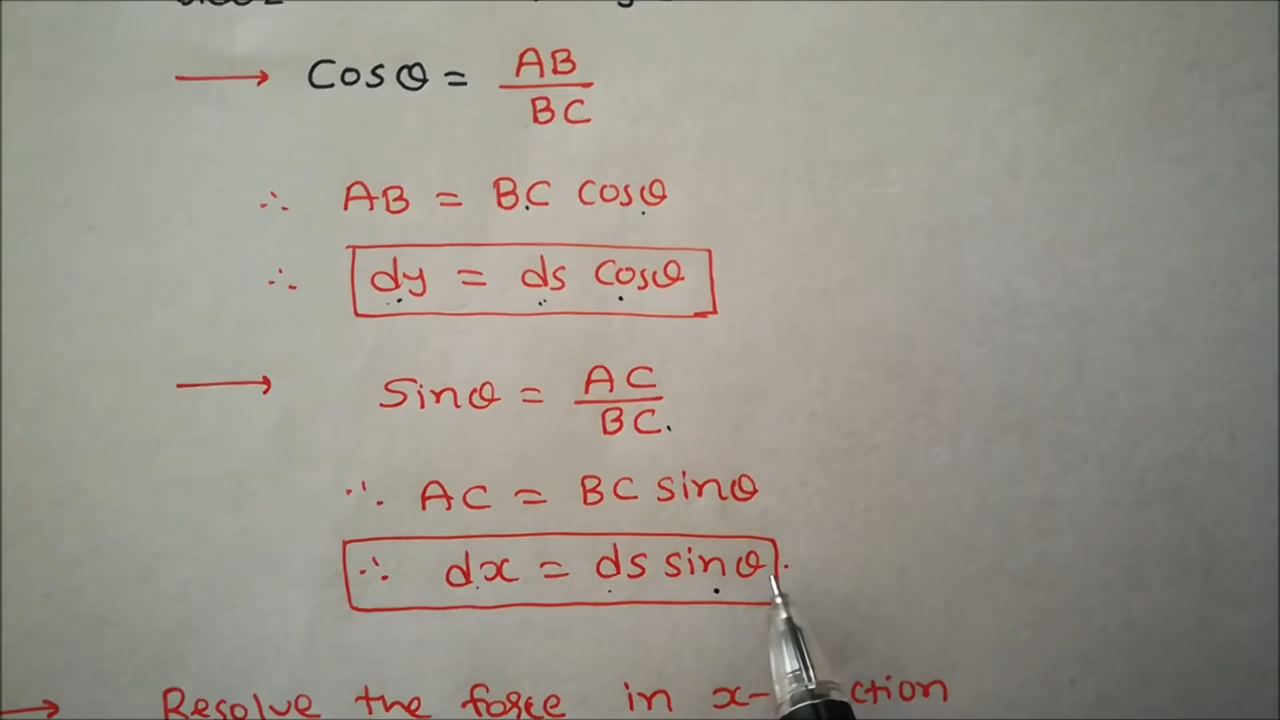 → Cosθ = AB / BC
∴ AB = BC Cosθ
∴ dy = ds Cosθ
→ Sinθ = AC / BC.
∵ AC = BC sinθ
∴ dx = ds sinθ.
→ Resolve the force in x-